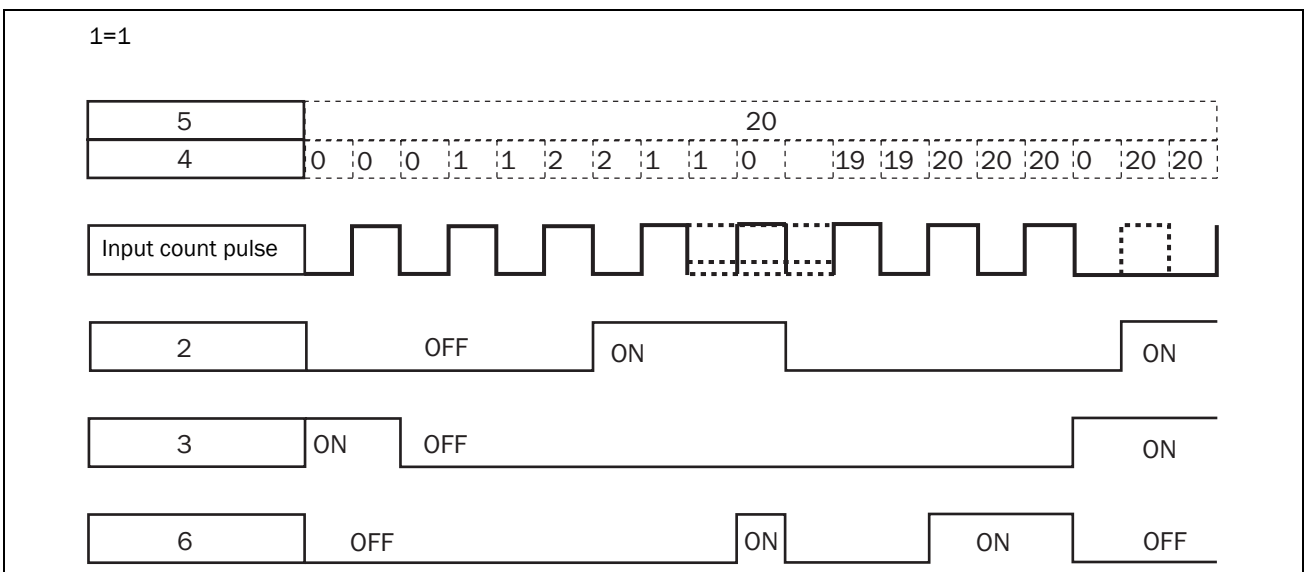 1=1
5 20
4 0 0 0 1 1 2 2 1 1 0 19 19 20 20 20 0 20 20
Input count pulse
2 OFF ON ON
3 ON OFF ON
6 OFF ON ON OFF